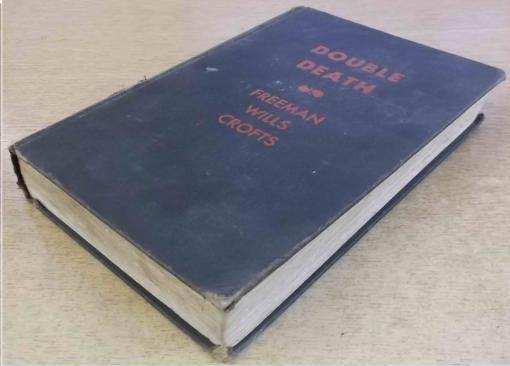 DOUBLE
DEATH
FREEMAN
WILLS
CROFTS